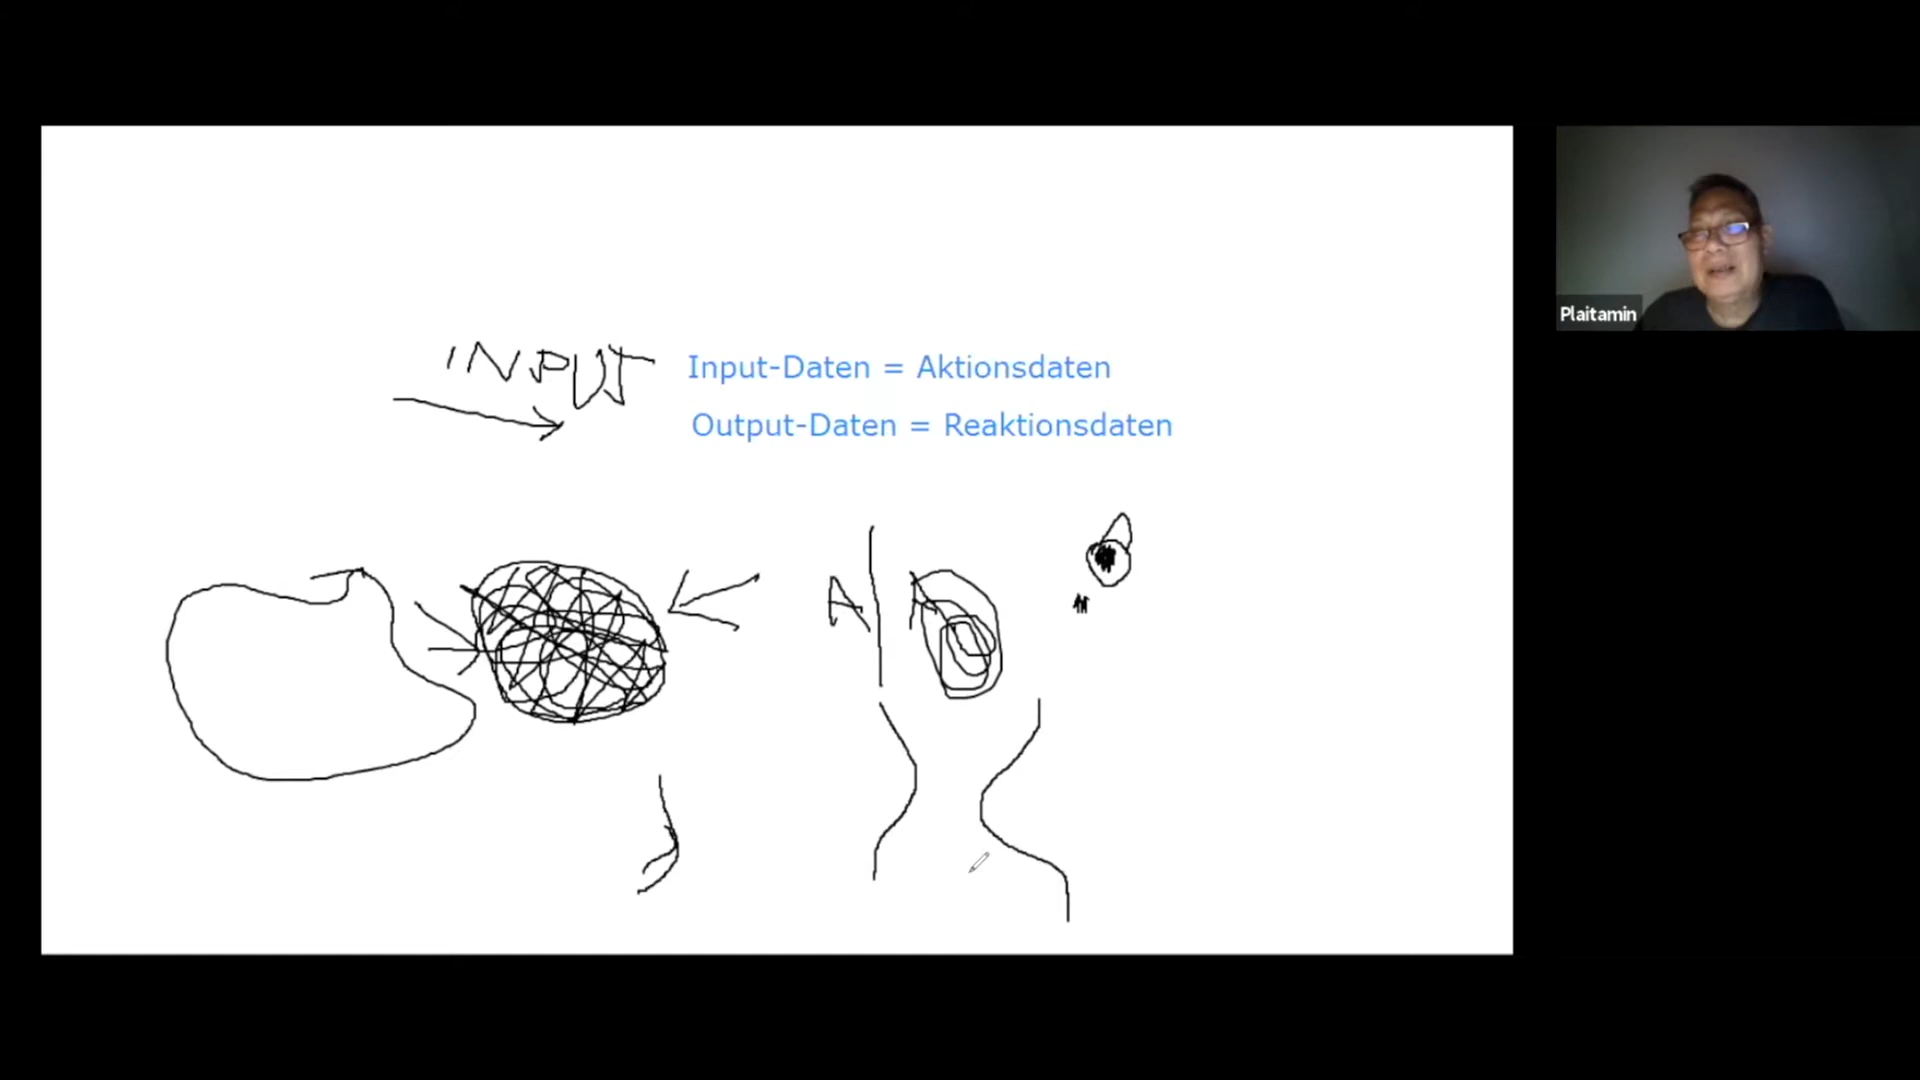 INPUT
Input-Daten = Aktionsdaten
Output-Daten = Reaktionsdaten
A A
Plaitamin